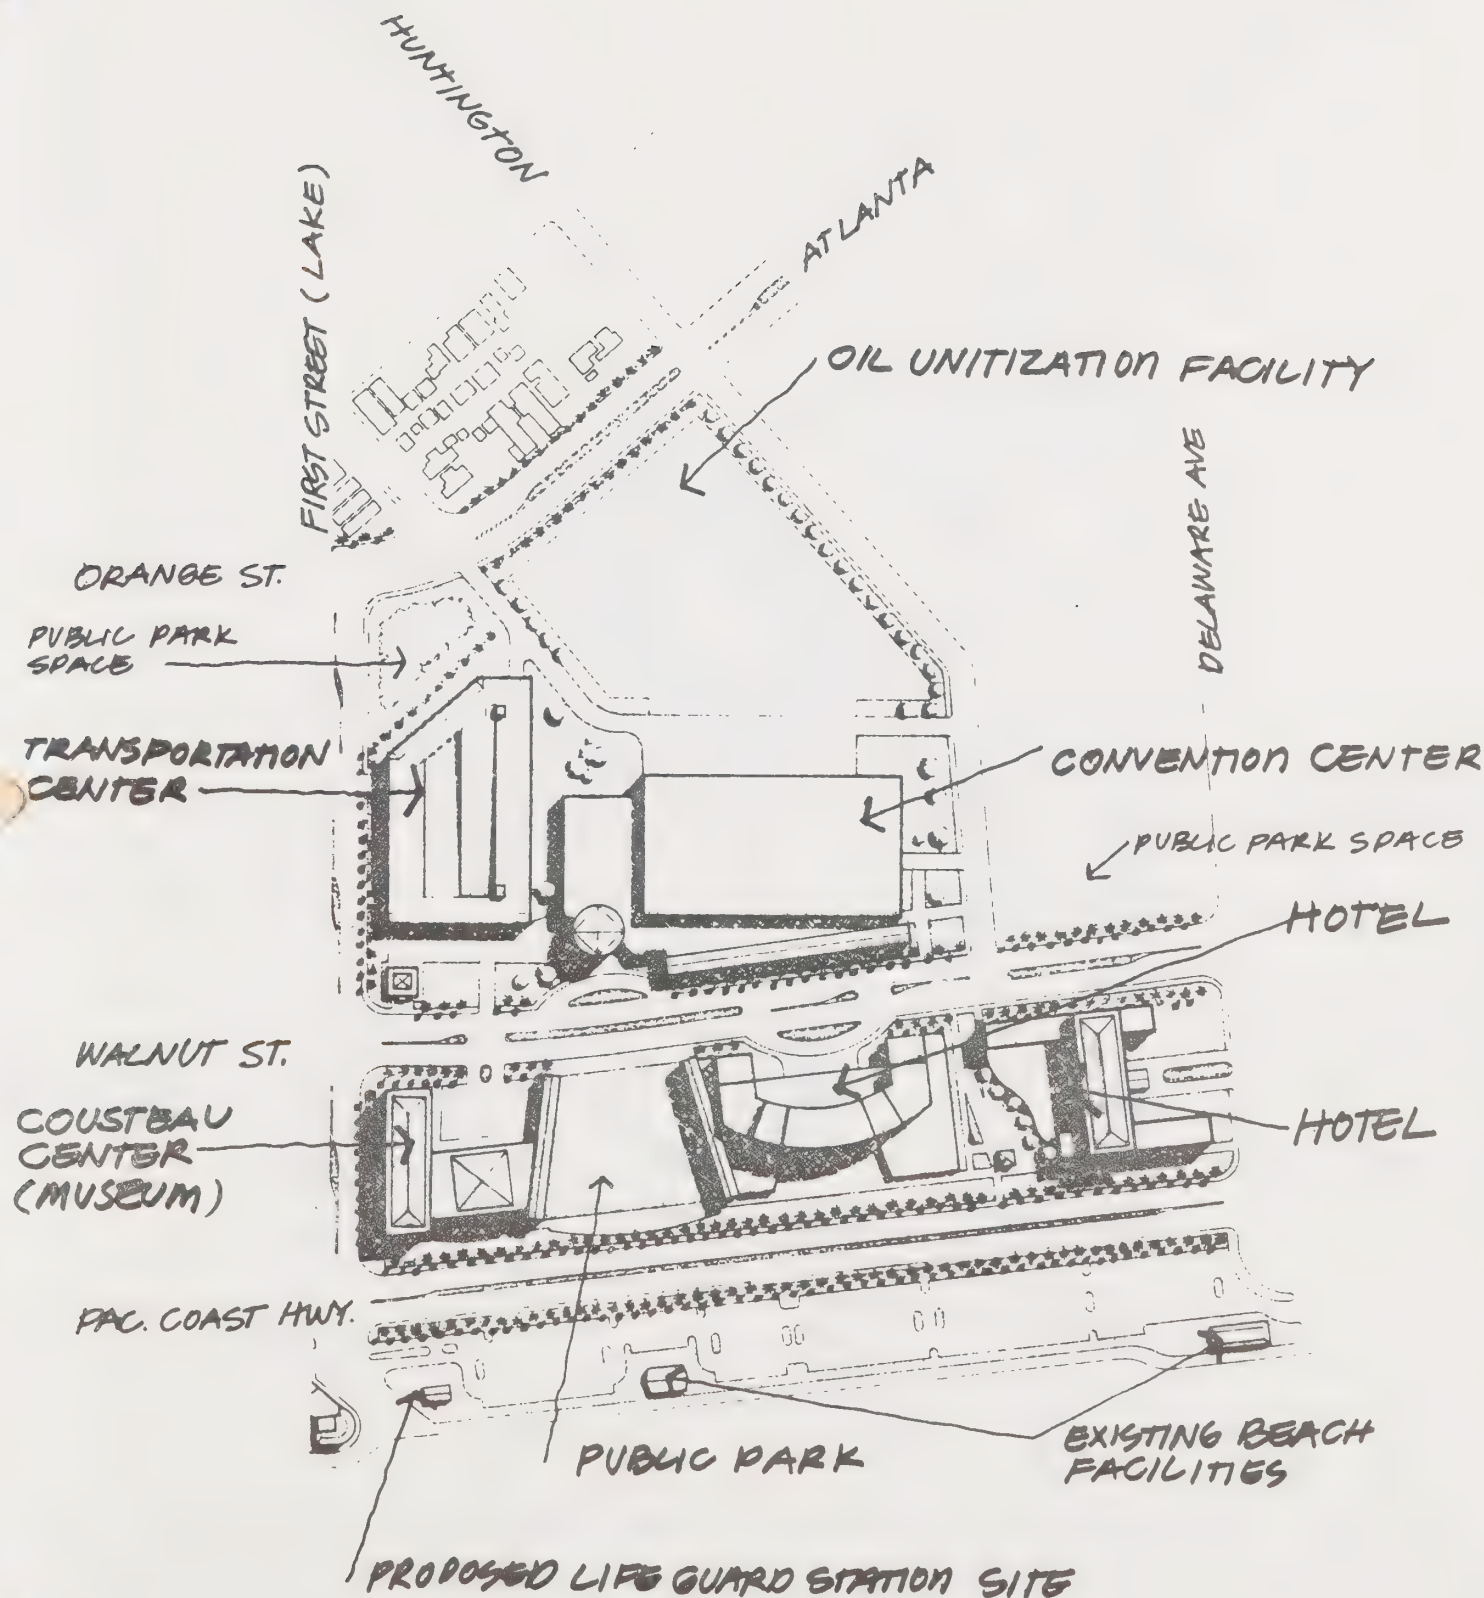 HUNTINGTON
ATLANTA
FIRST STREET (LAKE)
OIL UNITIZATION FACILITY
DELAWARE AVE
ORANGE ST.
PUBLIC PARK
SPACE
TRANSPORTATION
CENTER
CONVENTION CENTER
PUBLIC PARK SPACE
HOTEL
WALNUT ST.
COUSTEAU
CENTER
(MUSEUM)
HOTEL
PAC. COAST HWY.
PUBLIC PARK
EXISTING BEACH
FACILITIES
PROPOSED LIFE GUARD STATION SITE